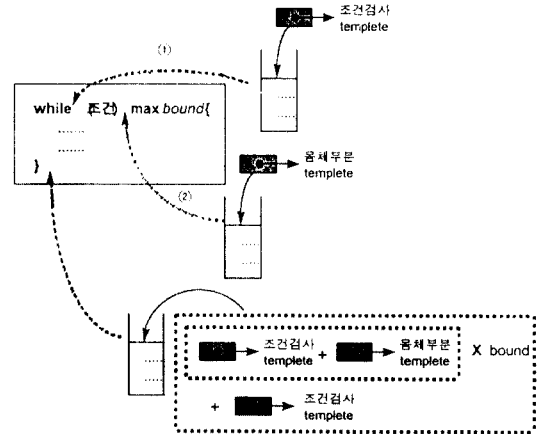 조건검사
templete
①
while (조건) max bound{
......
......
}
......
......
몸체부분
templete
②
......
......
......
......
조건검사
templete
+
몸체부분
templete
X bound
+
조건검사
templete